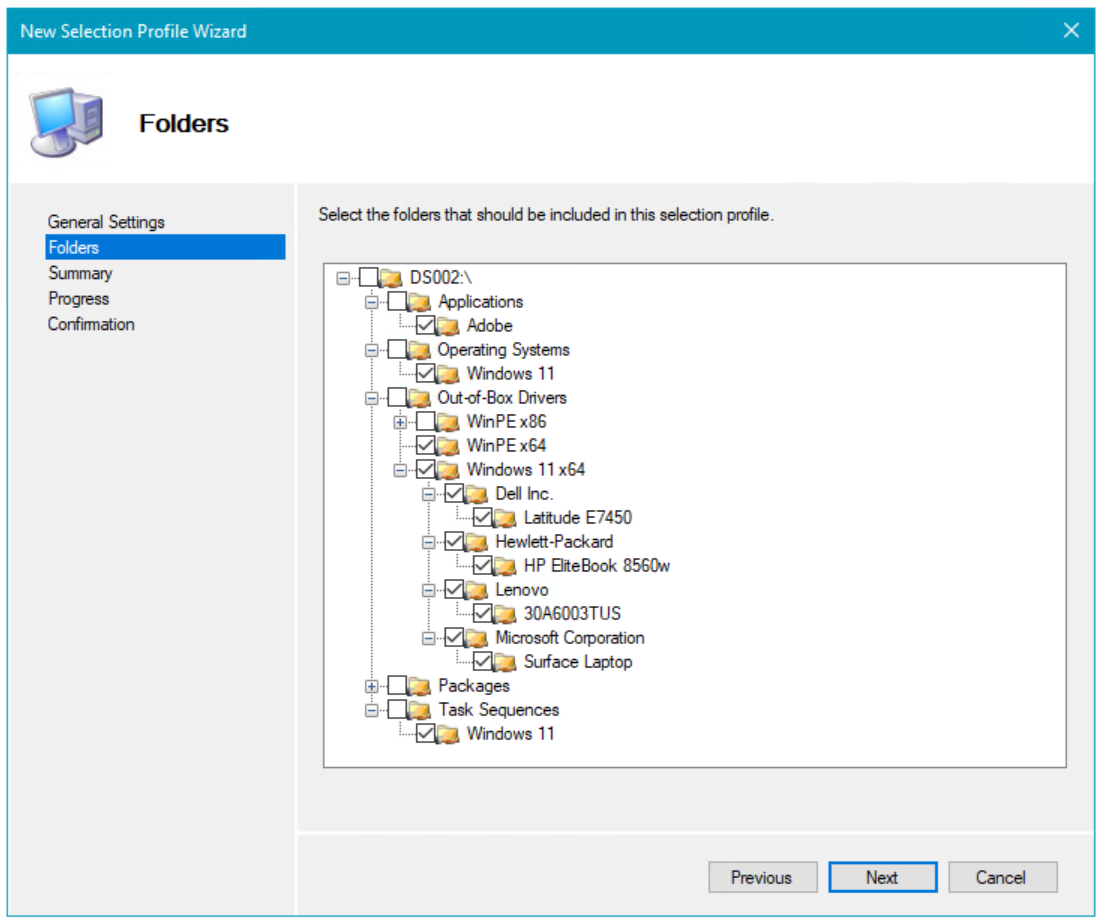 New Selection Profile Wizard
Folders
General Settings
Folders
Summary
Progress
Confirmation
Select the folders that should be included in this selection profile.
DS002:\
Applications
Adobe
Operating Systems
Windows 11
Out-of-Box Drivers
WinPE x86
WinPE x64
Windows 11 x64
Dell Inc.
Latitude E7450
Hewlett-Packard
HP EliteBook 8560w
Lenovo
30A6003TUS
Microsoft Corporation
Surface Laptop
Packages
Task Sequences
Windows 11
Previous Next Cancel